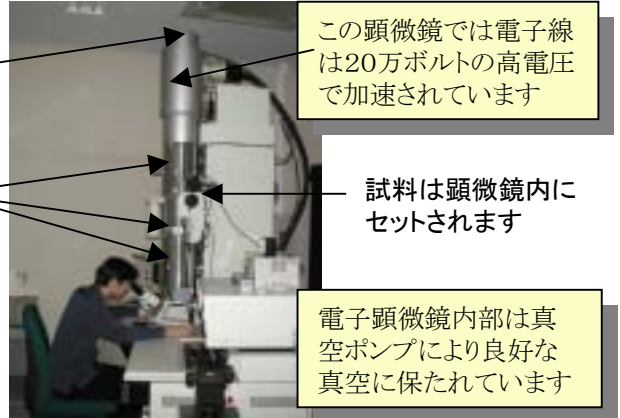 この顕微鏡では電子線
は20万ボルトの高電圧
で加速されています
試料は顕微鏡内に
セットされます
電子顕微鏡内部は真
空ポンプにより良好な
真空に保たれています